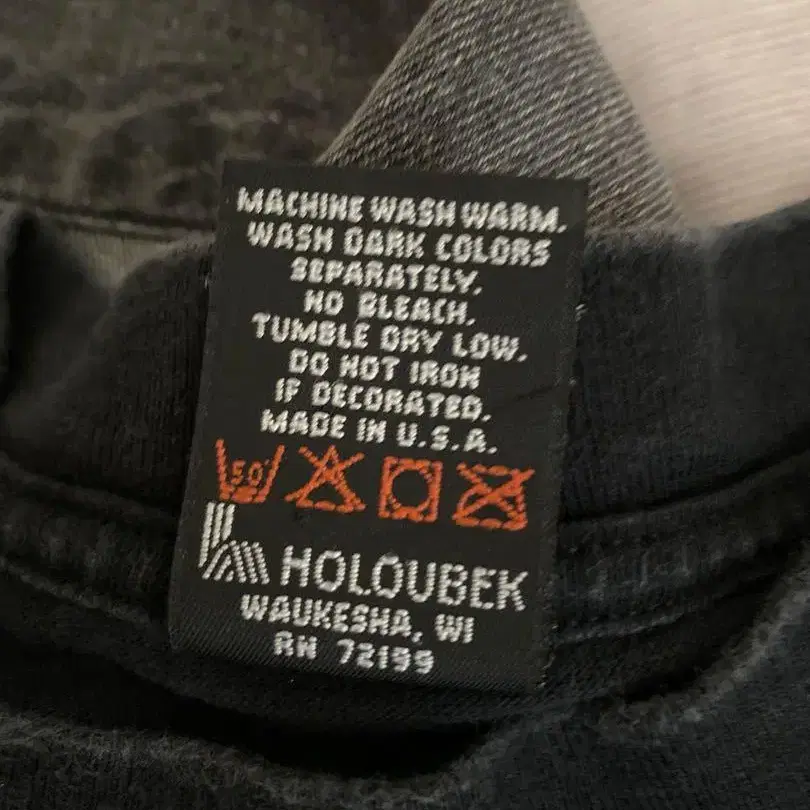 MACHINE WASH WARM.
WASH DARK COLORS
SEPARATELY.
NO BLEACH.
TUMBLE DRY LOW.
DO NOT IRON
IF DECORATED.
MADE IN U.S.A.
50
HOLOUBEK
WAUKESHA, WI
RN 72199